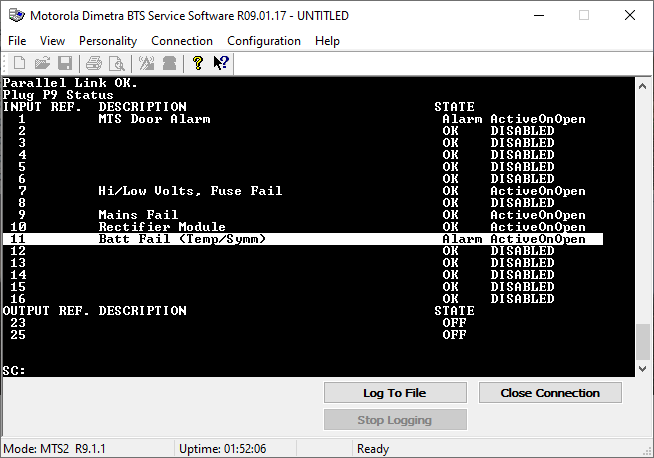 Motorola Dimetra BTS Service Software R09.01.17 - UNTITLED
File View Personality Connection Configuration Help
Parallel Link OK.
Plug P9 Status
INPUT REF. DESCRIPTION STATE
1 MTS Door Alarm Alarm ActiveOnOpen
2 OK DISABLED
3 OK DISABLED
4 OK DISABLED
5 OK DISABLED
6 OK DISABLED
7 Hi/Low Volts, Fuse Fail OK ActiveOnOpen
8 OK DISABLED
9 Mains Fail OK ActiveOnOpen
10 Rectifier Module OK ActiveOnOpen
11 Batt Fail (Temp/Symm) Alarm ActiveOnOpen
12 OK DISABLED
13 OK DISABLED
14 OK DISABLED
15 OK DISABLED
16 OK DISABLED
OUTPUT REF. DESCRIPTION STATE
23 OFF
25 OFF
SC:
Log To File Close Connection
Stop Logging
Mode: MTS2 R9.1.1 Uptime: 01:52:06 Ready